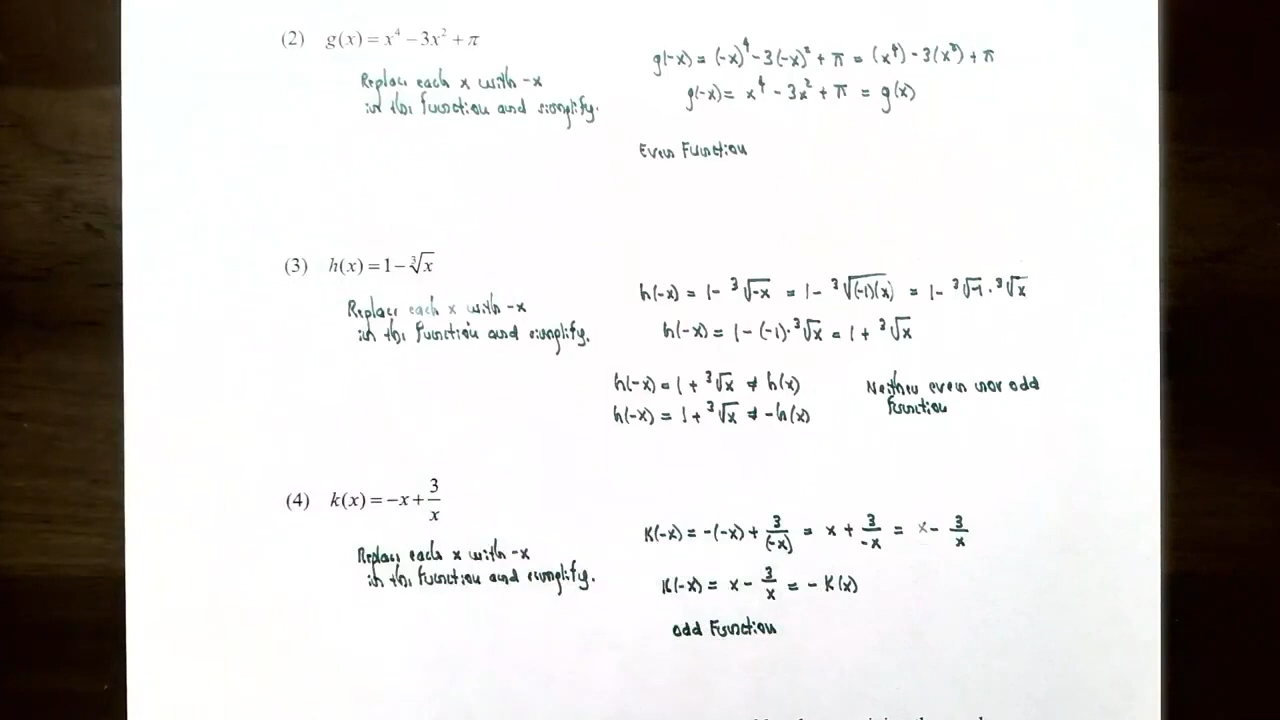 (2) g(x) = x⁴ − 3x² + π
g(-x) = (-x)⁴ - 3(-x)² + π = (x⁴) - 3(x²) + π
Replace each x with -x
in the function and simplify.
g(-x) = x⁴ - 3x² + π = g(x)
Even Function
(3) h(x) = 1 − ∛x
h(-x) = 1 - ∛-x = 1 - ∛(-1)(x) = 1 - ∛-1 · ∛x
Replace each x with -x
in the function and simplify.
h(-x) = 1 - (-1)·∛x = 1 + ∛x
h(-x) = 1 + ∛x ≠ h(x)
h(-x) = 1 + ∛x ≠ -h(x)
Neither even nor odd
function
(4) k(x) = −x + 3/x
K(-x) = -(-x) + 3/(-x) = x + 3/-x = x - 3/x
Replace each x with -x
in the function and simplify.
K(-x) = x - 3/x = - K(x)
odd Function